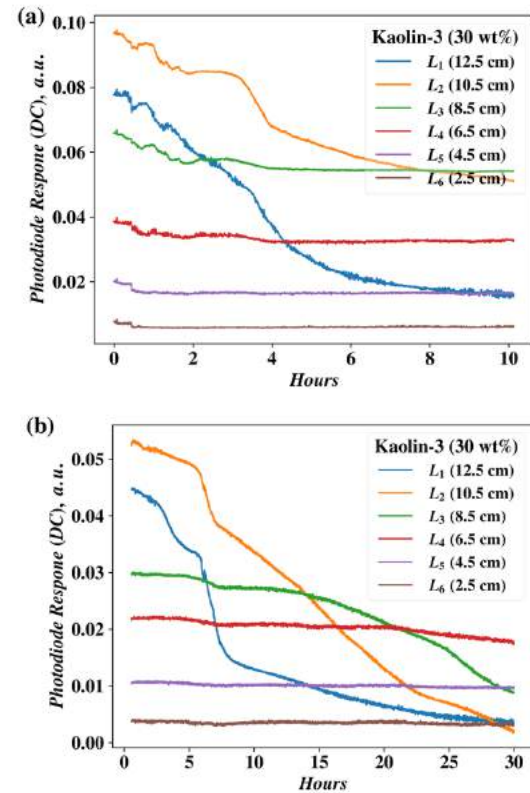 (a)
0.10
0.08
0.06
0.04
0.02
Photodiode Respone (DC), a.u.
Kaolin-3 (30 wt%)
L₁ (12.5 cm)
L₂ (10.5 cm)
L₃ (8.5 cm)
L₄ (6.5 cm)
L₅ (4.5 cm)
L₆ (2.5 cm)
0 2 4 6 8 10
Hours
(b)
0.05
0.04
0.03
0.02
0.01
0.00
Photodiode Respone (DC), a.u.
Kaolin-3 (30 wt%)
L₁ (12.5 cm)
L₂ (10.5 cm)
L₃ (8.5 cm)
L₄ (6.5 cm)
L₅ (4.5 cm)
L₆ (2.5 cm)
0 5 10 15 20 25 30
Hours